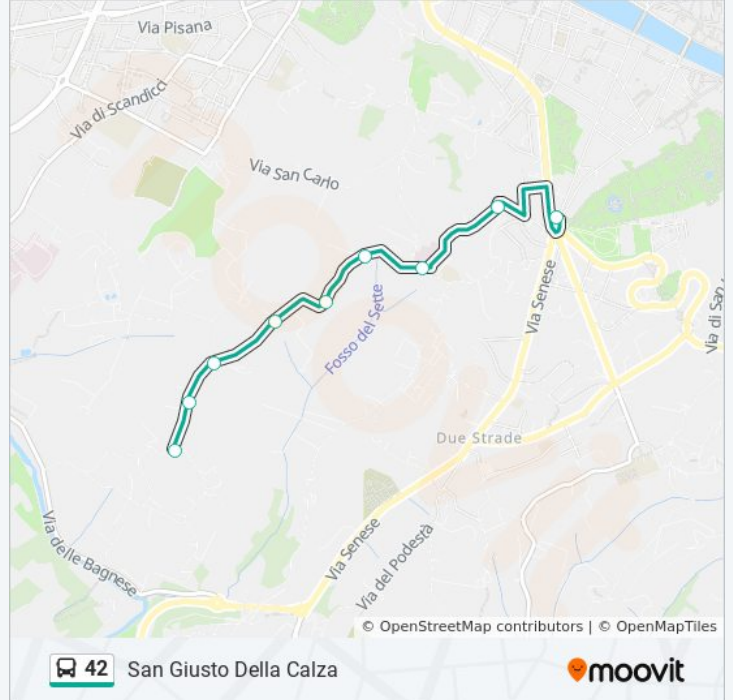 Via Pisana
Via di Scandicci
Via San Carlo
Via Senese
Via di San
Fosso del Sette
Due Strade
Via delle Bagnese
Via Senese
Via del Podestà
© OpenStreetMap contributors | © OpenMapTiles
42 San Giusto Della Calza
moovit